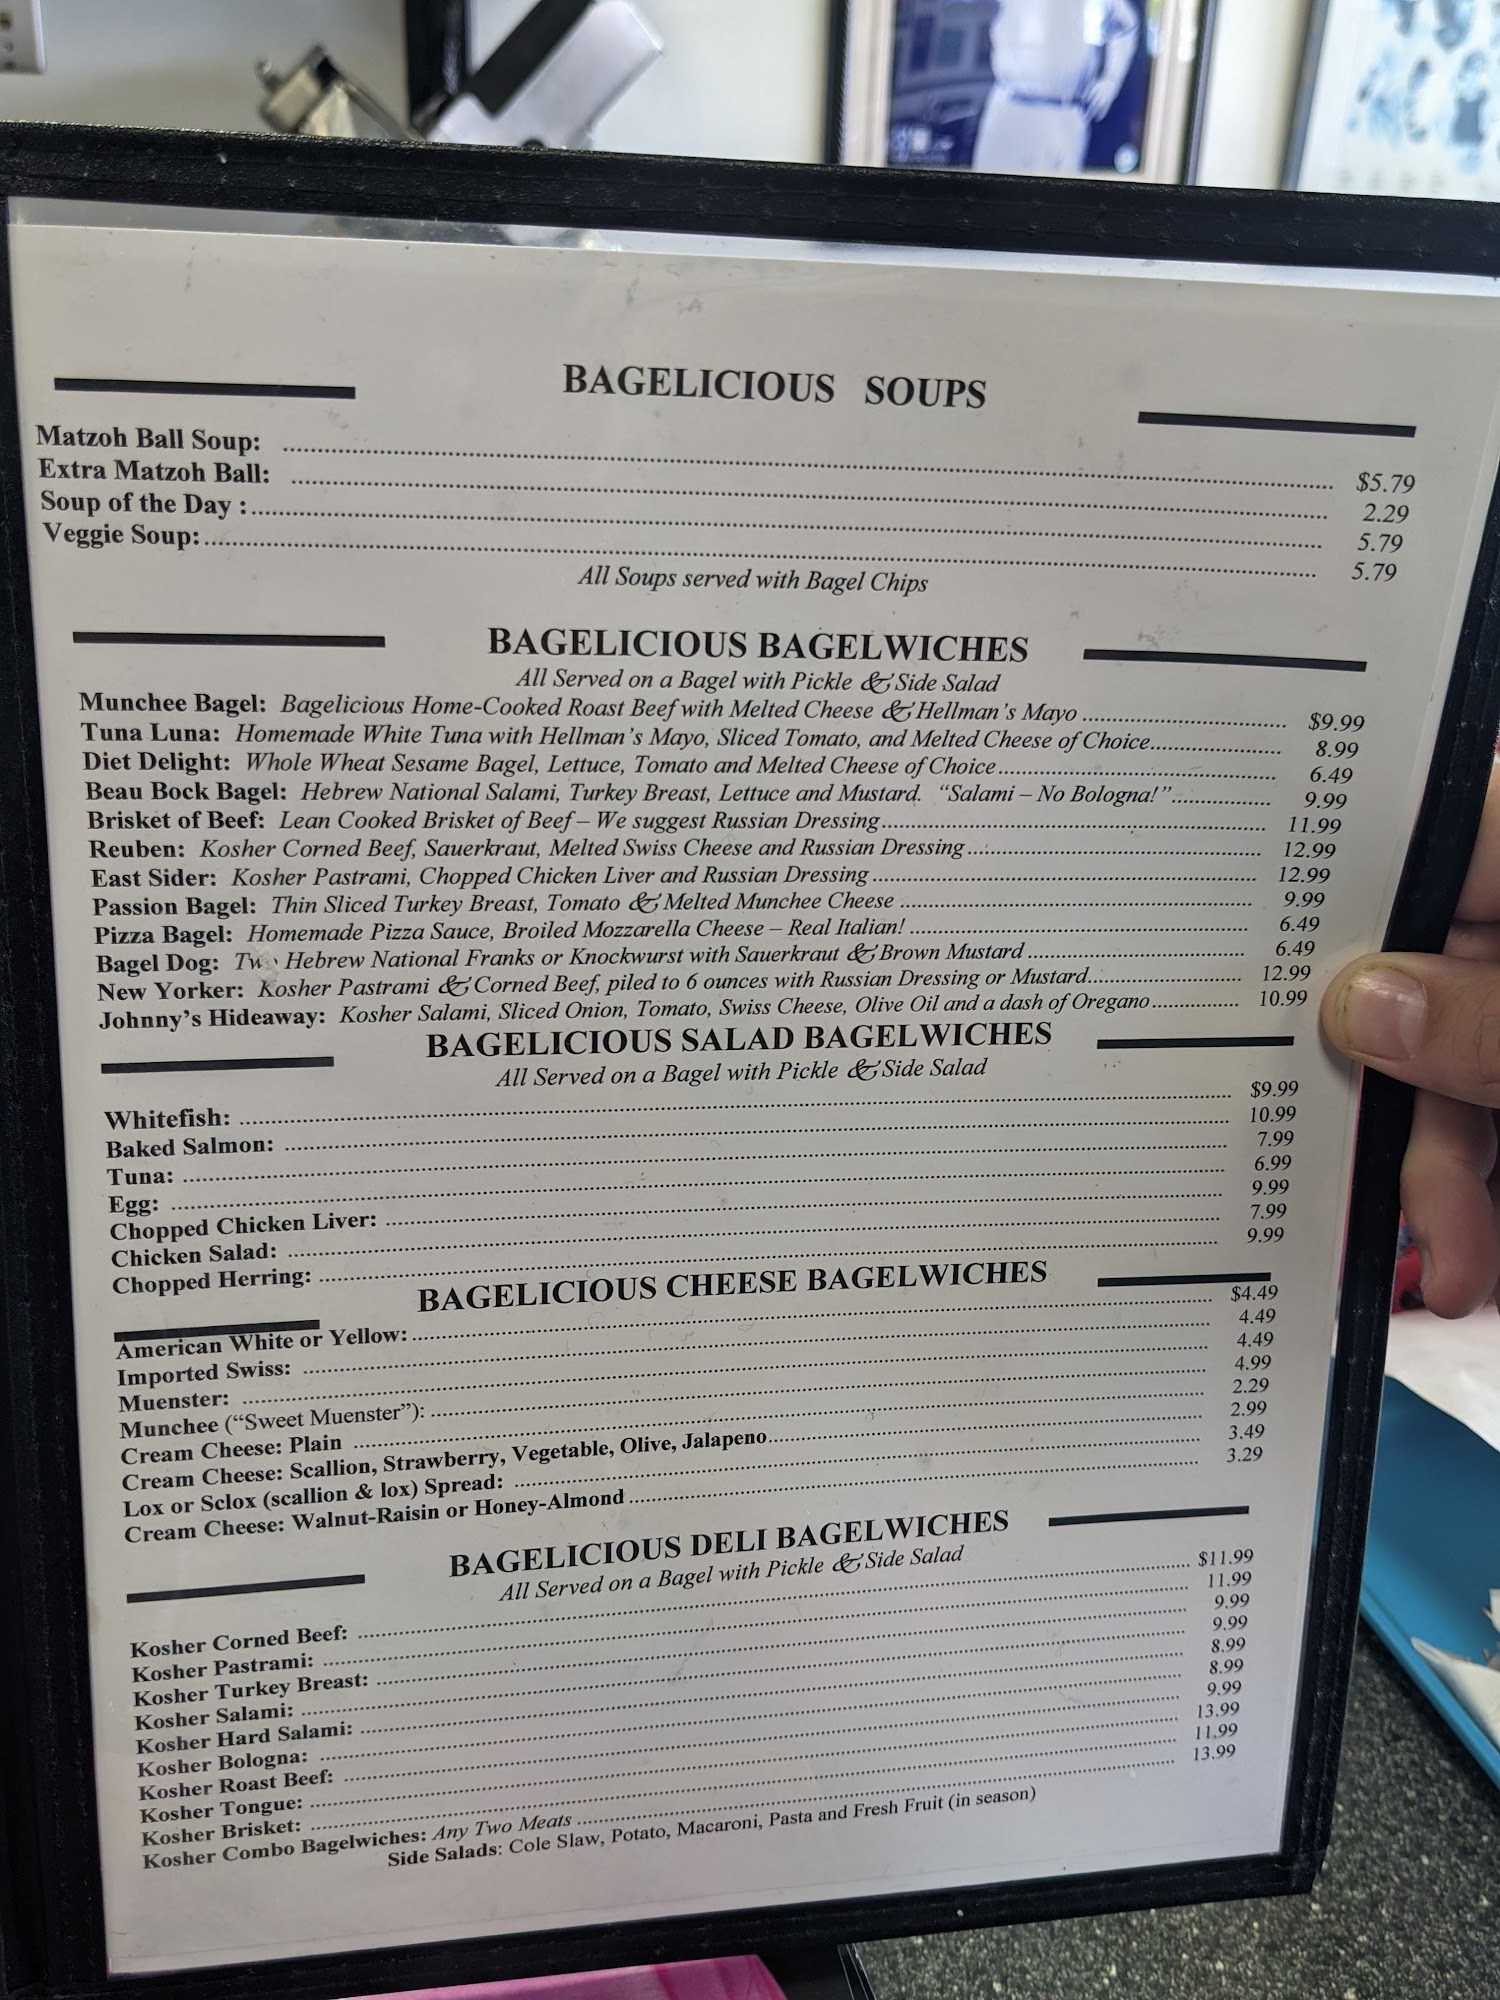 BAGELICIOUS SOUPS
Matzoh Ball Soup: ........ $5.79
Extra Matzoh Ball: ........ 2.29
Soup of the Day :........ 5.79
Veggie Soup:........ 5.79
All Soups served with Bagel Chips
BAGELICIOUS BAGELWICHES
All Served on a Bagel with Pickle & Side Salad
Munchee Bagel: Bagelicious Home-Cooked Roast Beef with Melted Cheese & Hellman's Mayo ........ $9.99
Tuna Luna: Homemade White Tuna with Hellman's Mayo, Sliced Tomato, and Melted Cheese of Choice........ 8.99
Diet Delight: Whole Wheat Sesame Bagel, Lettuce, Tomato and Melted Cheese of Choice........ 6.49
Beau Bock Bagel: Hebrew National Salami, Turkey Breast, Lettuce and Mustard. "Salami – No Bologna!"........ 9.99
Brisket of Beef: Lean Cooked Brisket of Beef – We suggest Russian Dressing........ 11.99
Reuben: Kosher Corned Beef, Sauerkraut, Melted Swiss Cheese and Russian Dressing........ 12.99
East Sider: Kosher Pastrami, Chopped Chicken Liver and Russian Dressing ........ 12.99
Passion Bagel: Thin Sliced Turkey Breast, Tomato & Melted Munchee Cheese ........ 9.99
Pizza Bagel: Homemade Pizza Sauce, Broiled Mozzarella Cheese – Real Italian! ........ 6.49
Bagel Dog: Two Hebrew National Franks or Knockwurst with Sauerkraut & Brown Mustard ........ 6.49
New Yorker: Kosher Pastrami & Corned Beef, piled to 6 ounces with Russian Dressing or Mustard........ 12.99
Johnny's Hideaway: Kosher Salami, Sliced Onion, Tomato, Swiss Cheese, Olive Oil and a dash of Oregano ........ 10.99
BAGELICIOUS SALAD BAGELWICHES
All Served on a Bagel with Pickle & Side Salad
Whitefish: ........ $9.99
Baked Salmon: ........ 10.99
Tuna: ........ 7.99
Egg: ........ 6.99
Chopped Chicken Liver: ........ 9.99
Chicken Salad: ........ 7.99
Chopped Herring: ........ 9.99
BAGELICIOUS CHEESE BAGELWICHES
American White or Yellow: ........ $4.49
Imported Swiss: ........ 4.49
Muenster: ........ 4.49
Munchee ("Sweet Muenster"): ........ 4.99
Cream Cheese: Plain ........ 2.29
Cream Cheese: Scallion, Strawberry, Vegetable, Olive, Jalapeno........ 2.99
Lox or Sclox (scallion & lox) Spread: ........ 3.49
Cream Cheese: Walnut-Raisin or Honey-Almond ........ 3.29
BAGELICIOUS DELI BAGELWICHES
All Served on a Bagel with Pickle & Side Salad
Kosher Corned Beef: ........ $11.99
Kosher Pastrami: ........ 11.99
Kosher Turkey Breast: ........ 9.99
Kosher Salami: ........ 9.99
Kosher Hard Salami: ........ 8.99
Kosher Bologna: ........ 8.99
Kosher Roast Beef: ........ 9.99
Kosher Tongue: ........ 13.99
Kosher Brisket: ........ 11.99
Kosher Combo Bagelwiches: Any Two Meats ........ 13.99
Side Salads: Cole Slaw, Potato, Macaroni, Pasta and Fresh Fruit (in season)